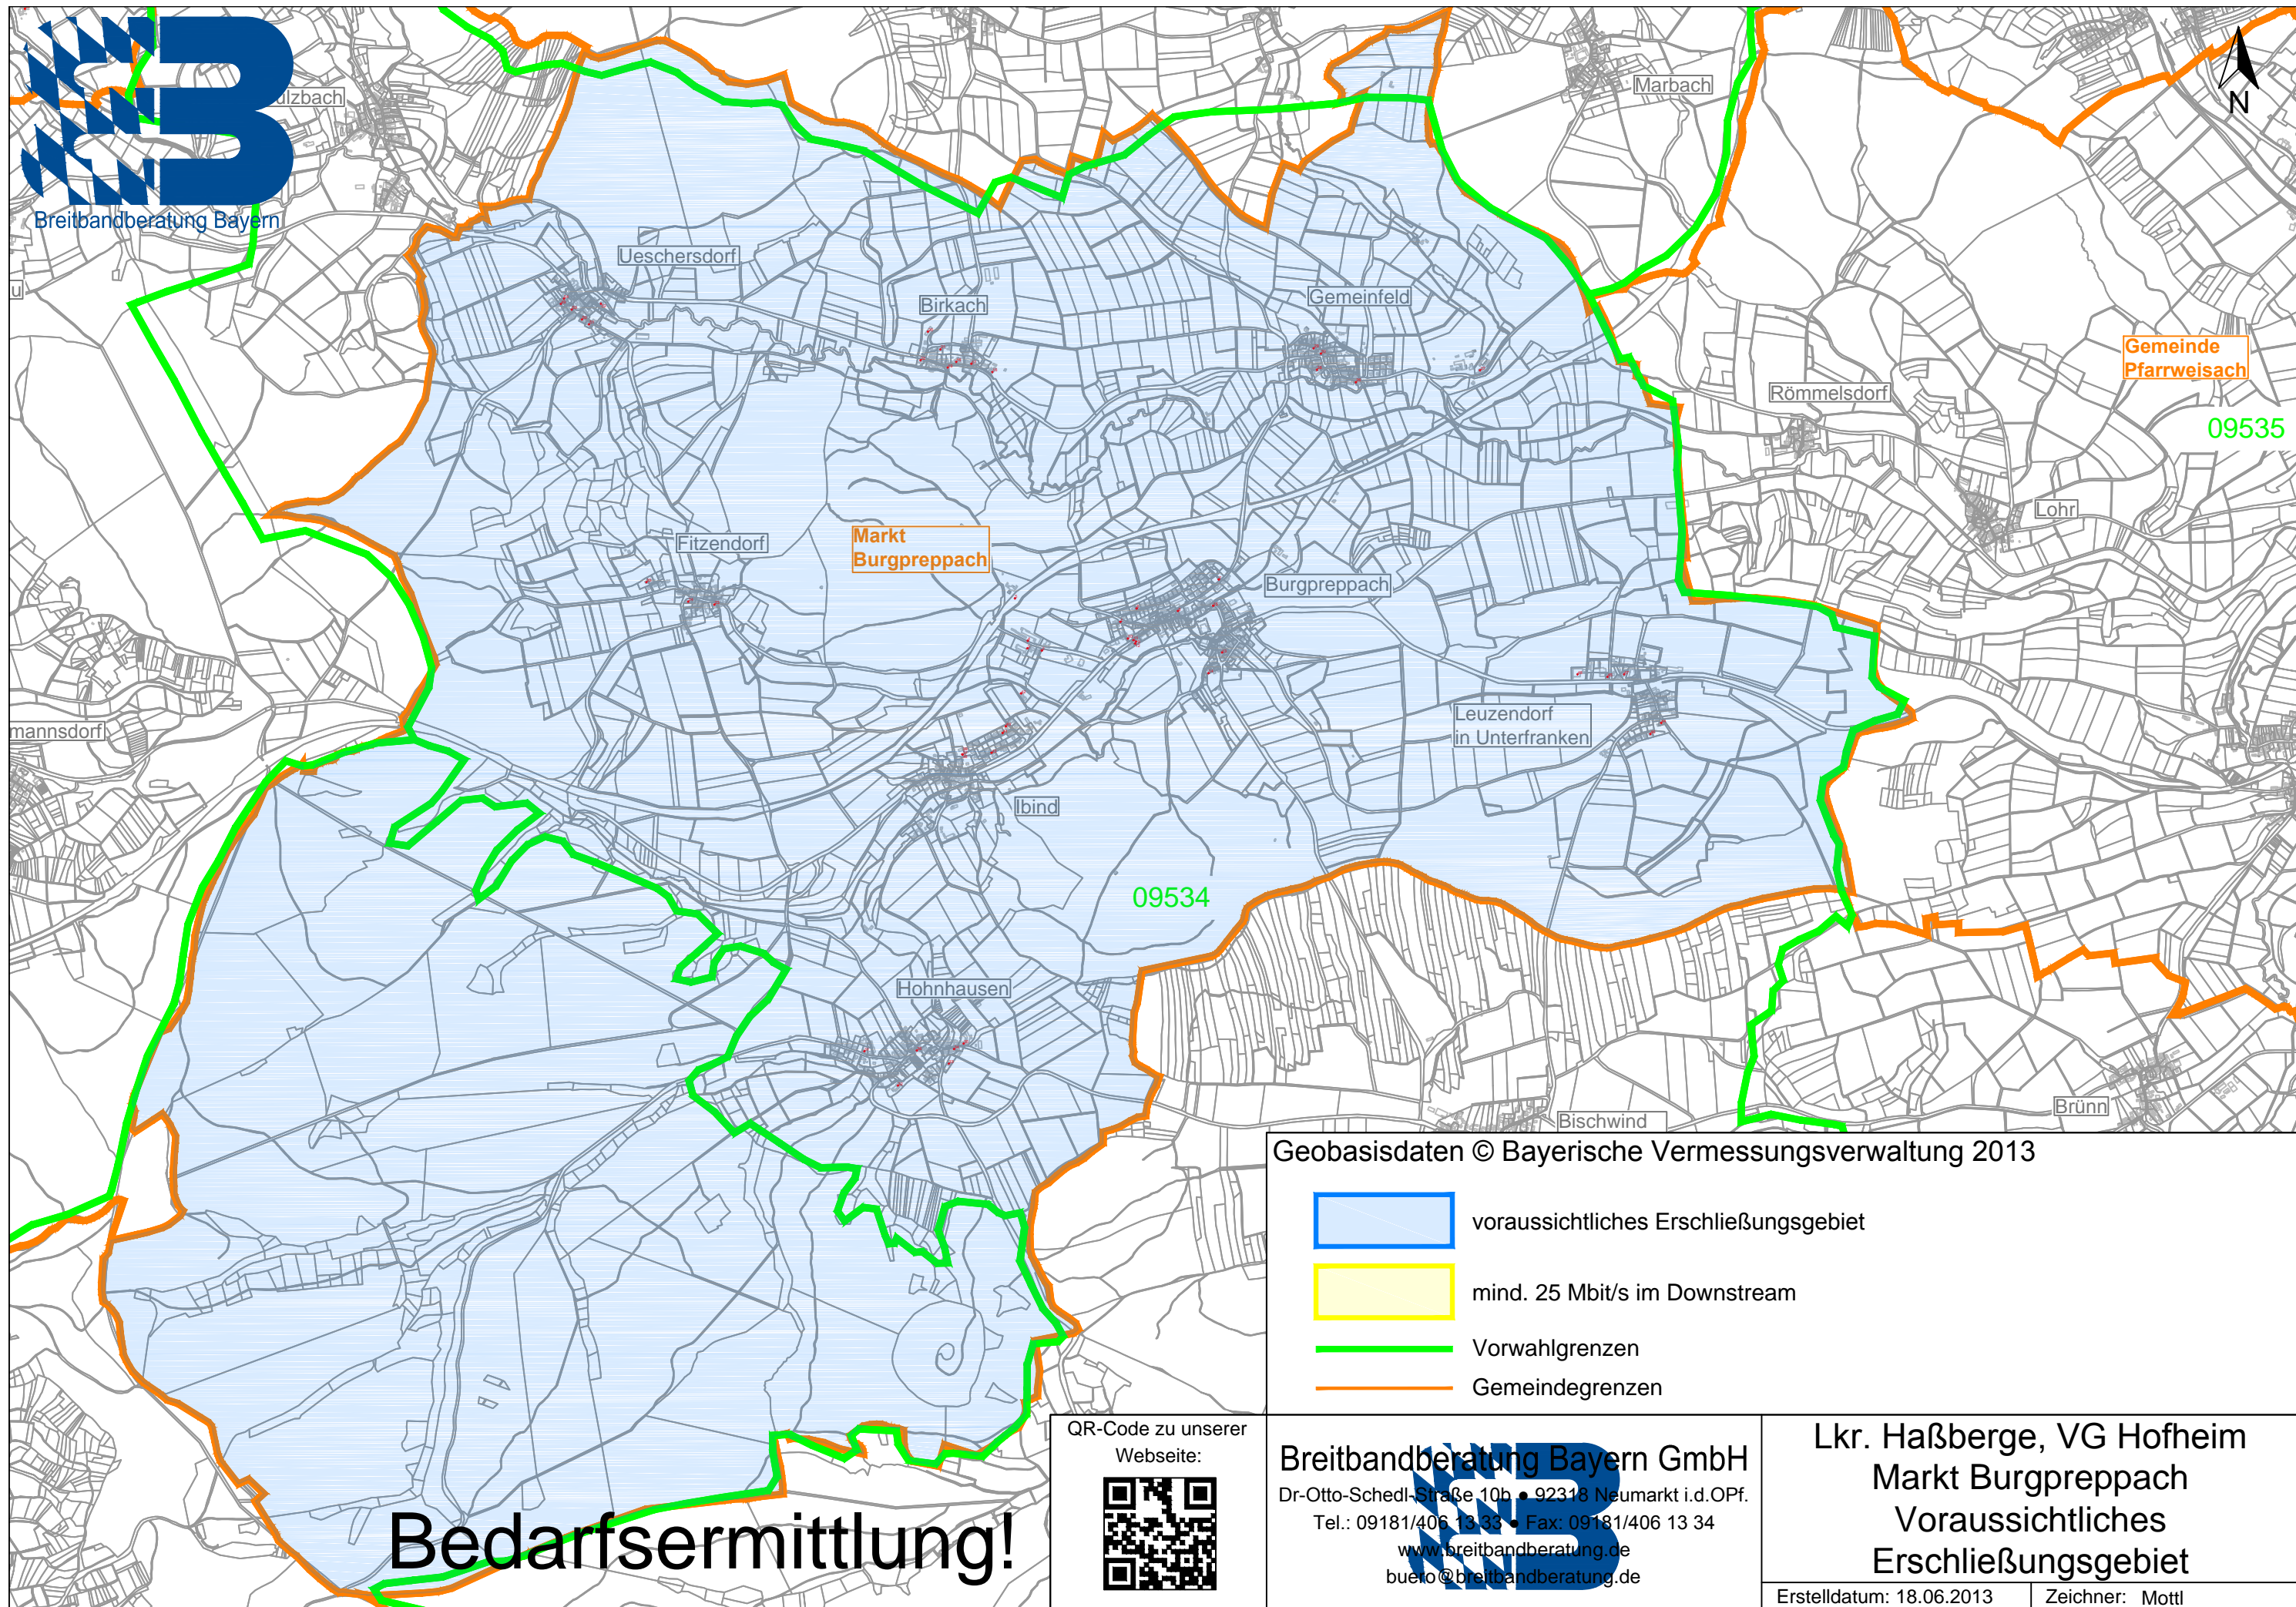 Breitbandberatung Bayern
ulzbach
Marbach
N
u
Ueschersdorf
Birkach
Gemeinfeld
Gemeinde
Pfarrweisach
Römmelsdorf
09535
Lohr
Fitzendorf
Markt
Burgpreppach
Burgpreppach
mannsdorf
Leuzendorf
in Unterfranken
Ibind
09534
Hohnhausen
Bischwind
Brünn
Geobasisdaten © Bayerische Vermessungsverwaltung 2013
voraussichtliches Erschließungsgebiet
mind. 25 Mbit/s im Downstream
Vorwahlgrenzen
Gemeindegrenzen
Bedarfsermittlung!
QR-Code zu unserer
Webseite:
Breitbandberatung Bayern GmbH
Dr-Otto-Schedl-Straße 10b ● 92318 Neumarkt i.d.OPf.
Tel.: 09181/406 13 33 ● Fax: 09181/406 13 34
www.breitbandberatung.de
buero@breitbandberatung.de
Lkr. Haßberge, VG Hofheim
Markt Burgpreppach
Voraussichtliches
Erschließungsgebiet
Erstelldatum: 18.06.2013
Zeichner: Mottl